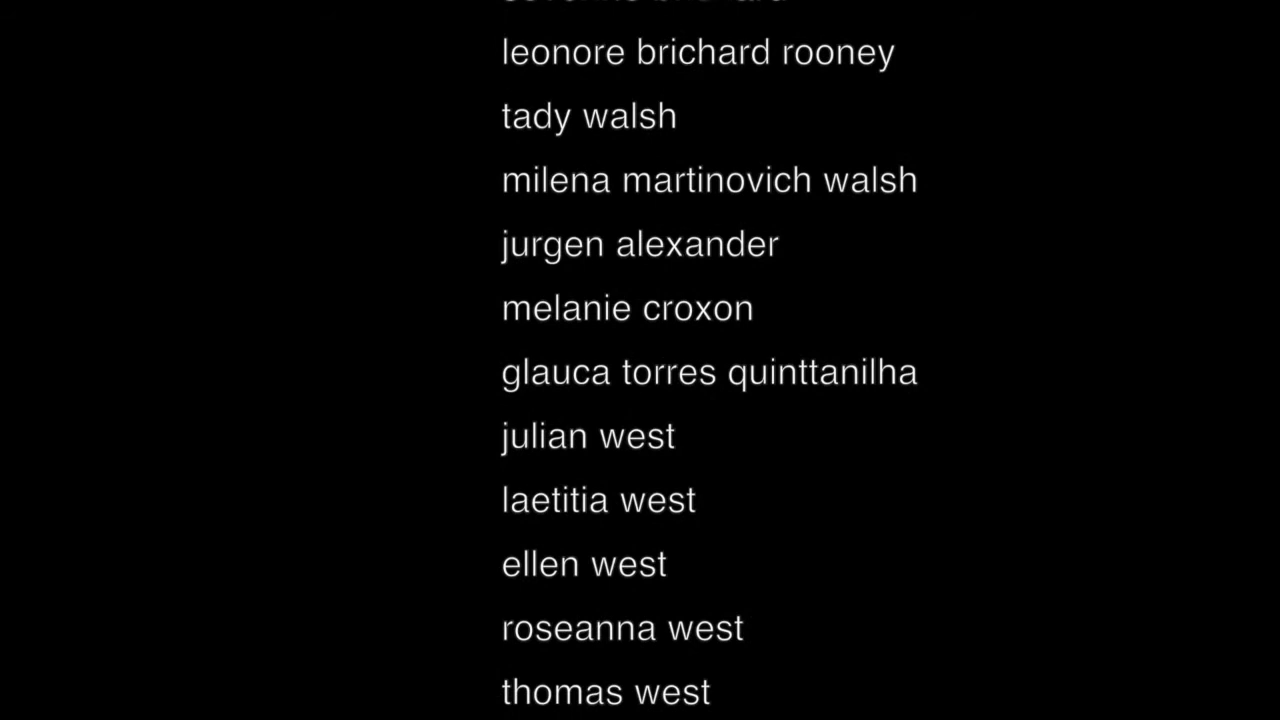 leonore brichard rooney
tady walsh
milena martinovich walsh
jurgen alexander
melanie croxon
glauca torres quinttanilha
julian west
laetitia west
ellen west
roseanna west
thomas west